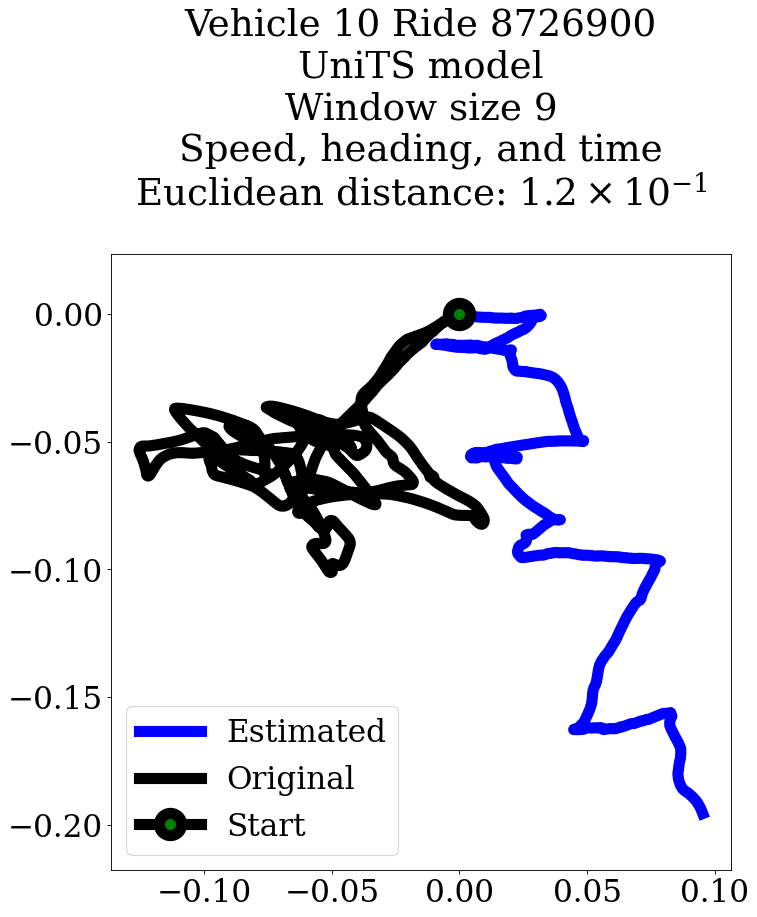 Vehicle 10 Ride 8726900
UniTS model
Window size 9
Speed, heading, and time
Euclidean distance: 1.2 × 10⁻¹
0.00
−0.05
−0.10
−0.15
−0.20
Estimated
Original
Start
−0.10 −0.05 0.00 0.05 0.10